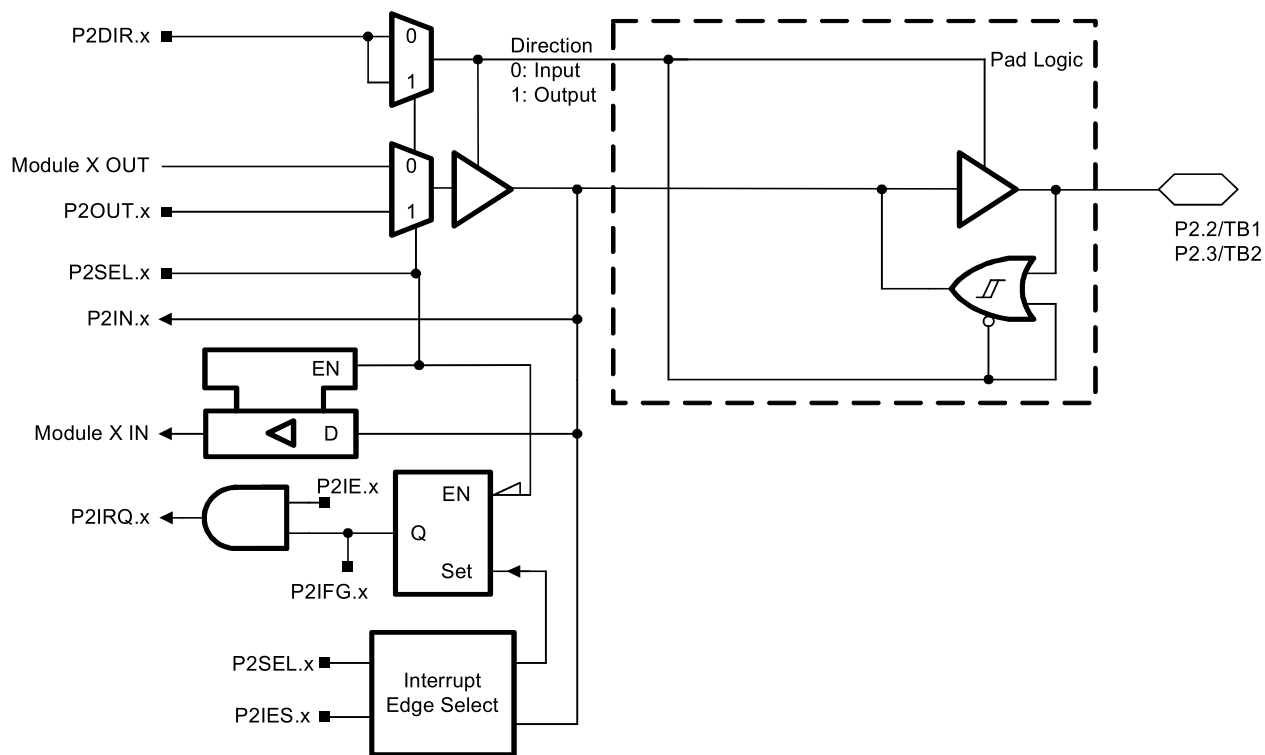 P2DIR.x
0
1
Direction
0: Input
1: Output
Pad Logic
Module X OUT
0
P2OUT.x
1
P2.2/TB1
P2.3/TB2
P2SEL.x
P2IN.x
EN
Module X IN
D
P2IE.x
EN
P2IRQ.x
Q
Set
P2IFG.x
P2SEL.x
Interrupt
Edge Select
P2IES.x